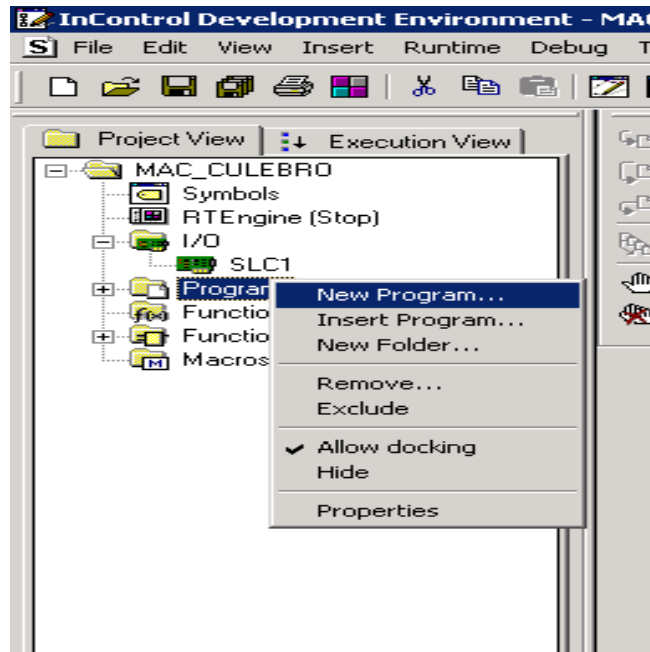 InControl Development Environment - MA
File Edit View Insert Runtime Debug T
Project View Execution View
MAC_CULEBRO
Symbols
RTEngine (Stop)
I/O
SLC1
Program
Functio
Functio
Macros
New Program...
Insert Program...
New Folder...
Remove...
Exclude
Allow docking
Hide
Properties